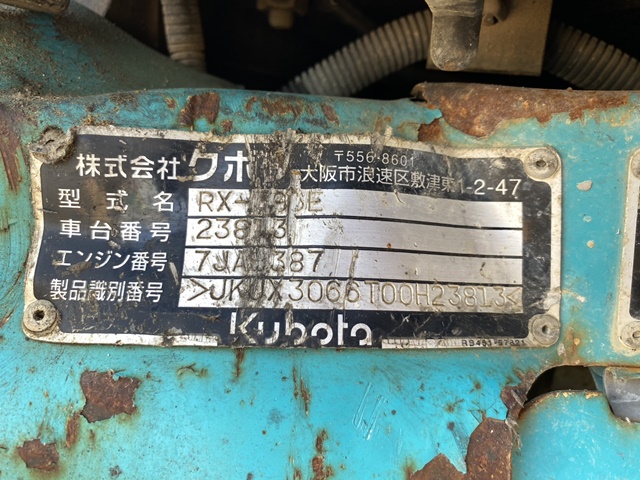 株式会社 クボタ 〒556-8601
大阪市浪速区敷津東1-2-47
型式名
車台番号 23813
エンジン番号
製品識別番号 >JKUX3066T00H23813<
Kubota